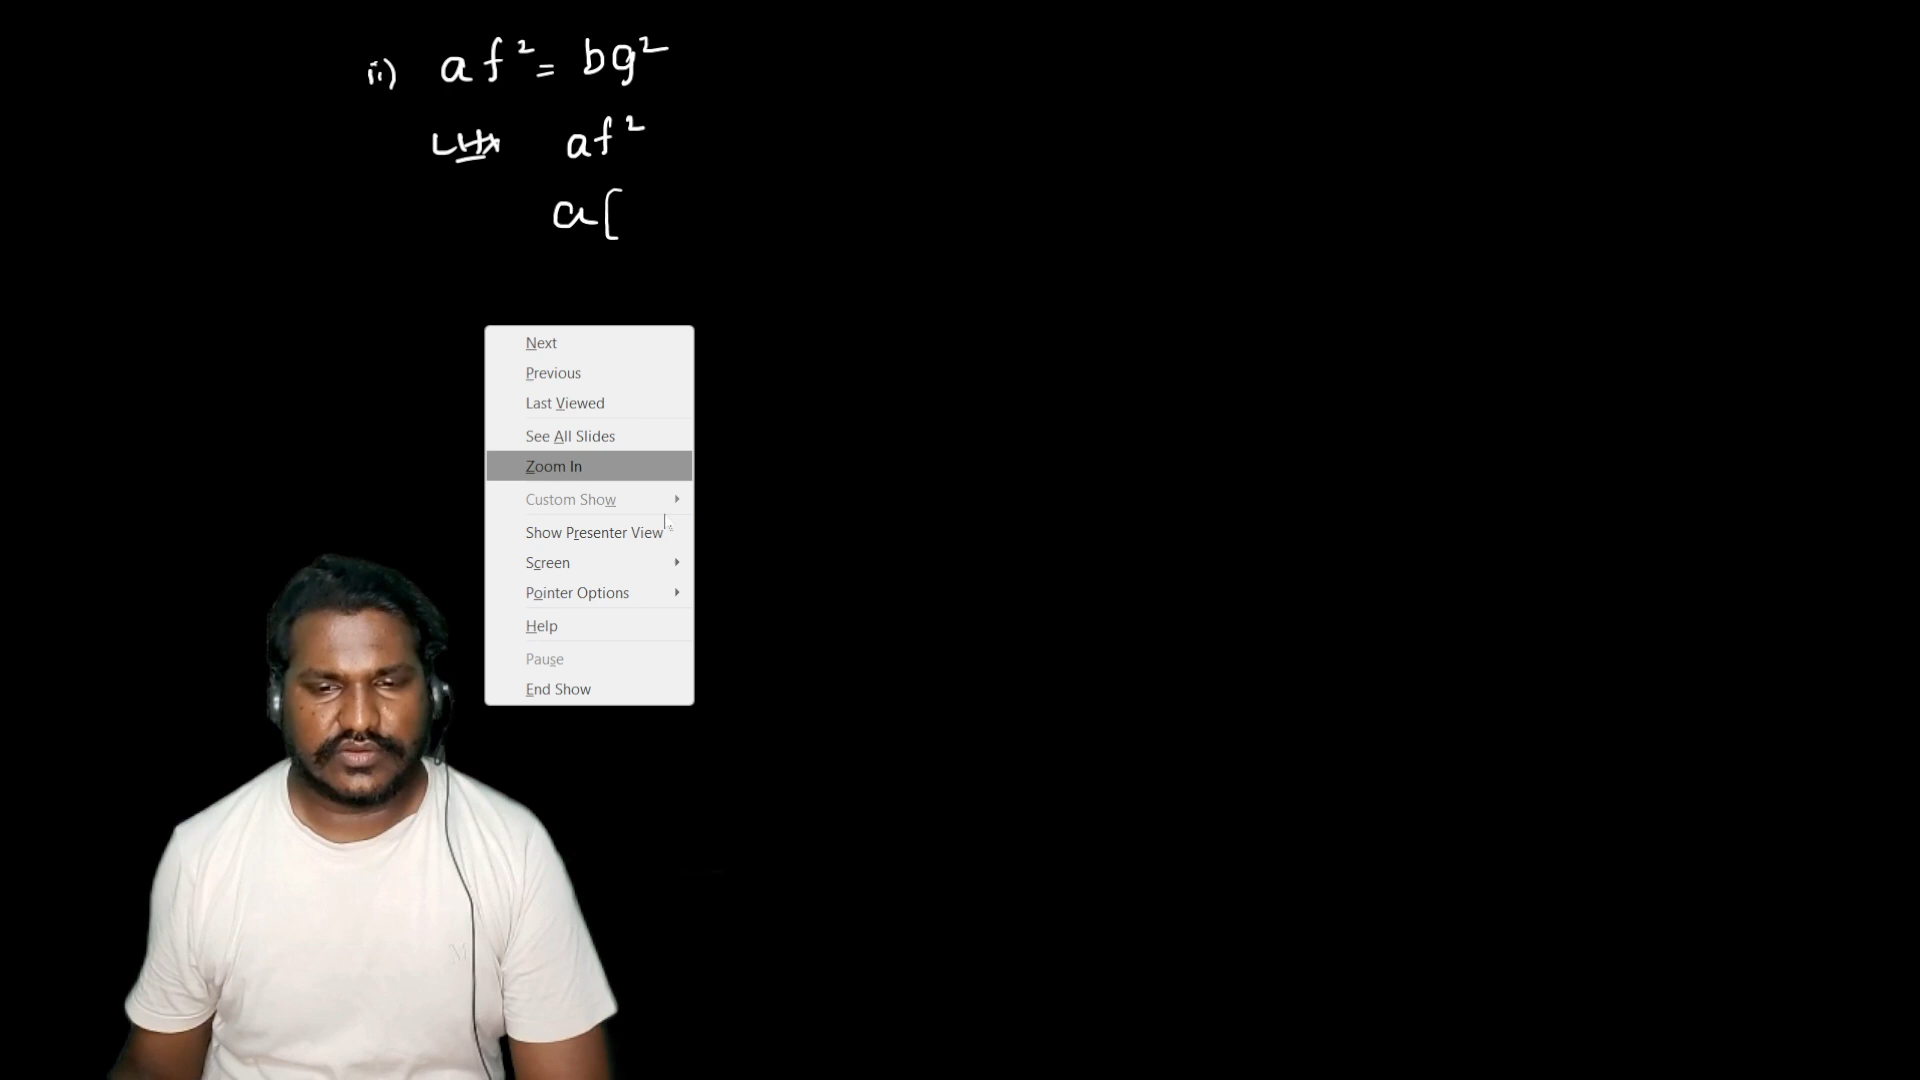 ii) af² = bg²
LHS af²
a[
Next
Previous
Last Viewed
See All Slides
Zoom In
Custom Show
Show Presenter View
Screen
Pointer Options
Help
Pause
End Show